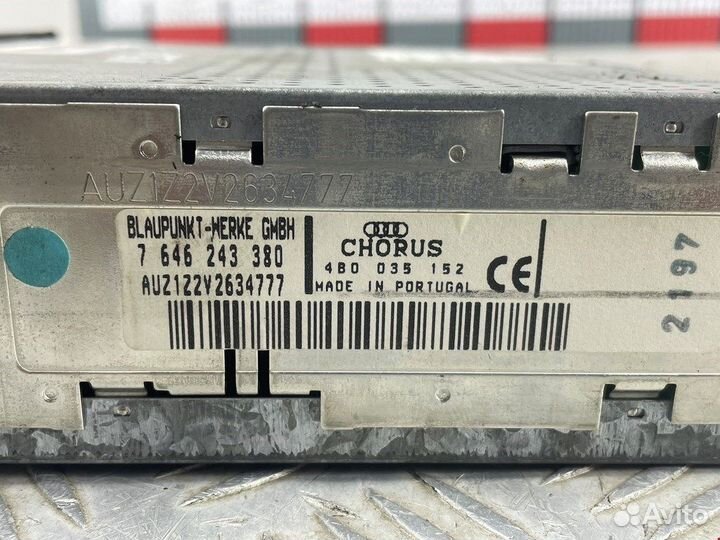 AUZ1Z2V2634777
BLAUPUNKT-WERKE GMBH
7 646 243 380
AUZ1Z2V2634777
CHORUS
4B0 035 152
MADE IN PORTUGAL
CE
2197
Avito